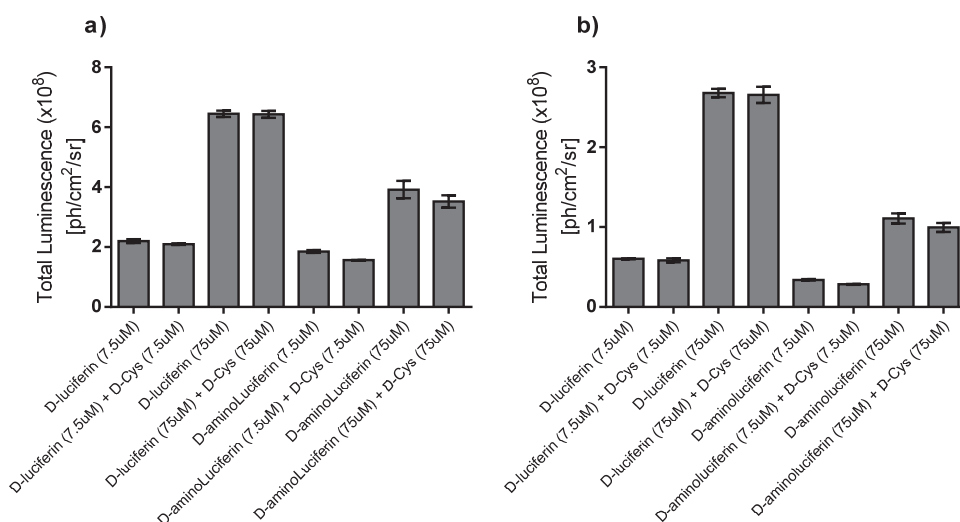 a)
Total Luminescence (x10⁸)
[ph/cm²/sr]
8
6
4
2
0
D-luciferin (7.5uM)
D-luciferin (7.5uM) + D-Cys (7.5uM)
D-luciferin (75uM)
D-luciferin (75uM) + D-Cys (75uM)
D-aminoLuciferin (7.5uM)
D-aminoLuciferin (7.5uM) + D-Cys (7.5uM)
D-aminoLuciferin (75uM)
D-aminoLuciferin (75uM) + D-Cys (75uM)
b)
Total Luminescence (x10⁸)
[ph/cm²/sr]
3
2
1
0
D-luciferin (7.5uM)
D-luciferin (7.5uM) + D-Cys (7.5uM)
D-luciferin (75uM)
D-luciferin (75uM) + D-Cys (75uM)
D-aminoluciferin (7.5uM)
D-aminoluciferin (7.5uM) + D-Cys (7.5uM)
D-aminoluciferin (75uM)
D-aminoluciferin (75uM) + D-Cys (75uM)